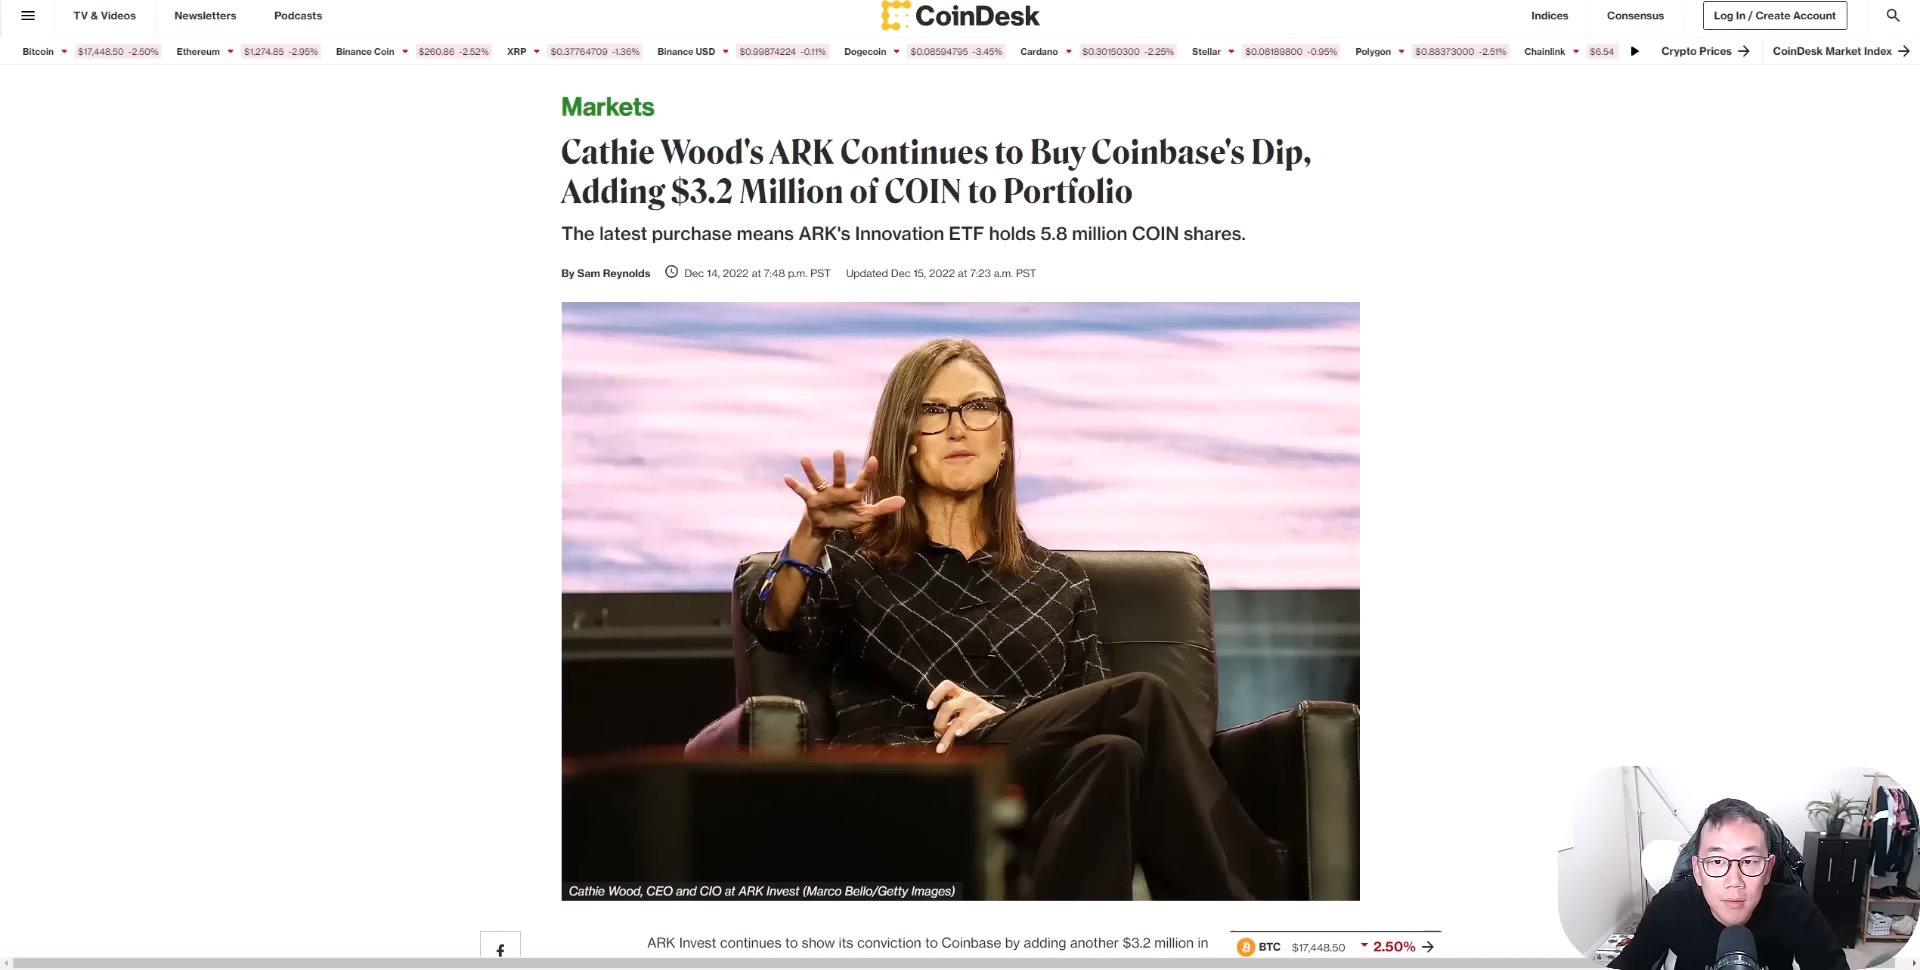 TV & Videos Newsletters Podcasts CoinDesk Indices Consensus Log In / Create Account
Bitcoin $17,448.50 -2.50% Ethereum $1,274.85 -2.95% Binance Coin $260.86 -2.52% XRP $0.37764709 -1.36% Binance USD $0.99874224 -0.11% Dogecoin $0.08594795 -3.45% Cardano $0.30150300 -2.25% Stellar $0.08189800 -0.95% Polygon $0.88373000 -2.51% Chainlink $6.54 Crypto Prices CoinDesk Market Index
Markets
Cathie Wood's ARK Continues to Buy Coinbase's Dip,
Adding $3.2 Million of COIN to Portfolio
The latest purchase means ARK's Innovation ETF holds 5.8 million COIN shares.
By Sam Reynolds Dec 14, 2022 at 7:48 p.m. PST Updated Dec 15, 2022 at 7:23 a.m. PST
Cathie Wood, CEO and CIO at ARK Invest (Marco Bello/Getty Images)
ARK Invest continues to show its conviction to Coinbase by adding another $3.2 million in
BTC $17,448.50 2.50%